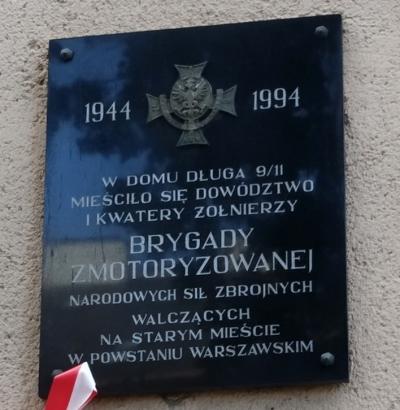 1944 1994
W DOMU DŁUGA 9/11
MIEŚCIŁO SIĘ DOWÓDZTWO
I KWATERY ŻOŁNIERZY
BRYGADY
ZMOTORYZOWANEJ
NARODOWYCH SIŁ ZBROJNYCH
WALCZĄCYCH
NA STARYM MIEŚCIE
W POWSTANIU WARSZAWSKIM